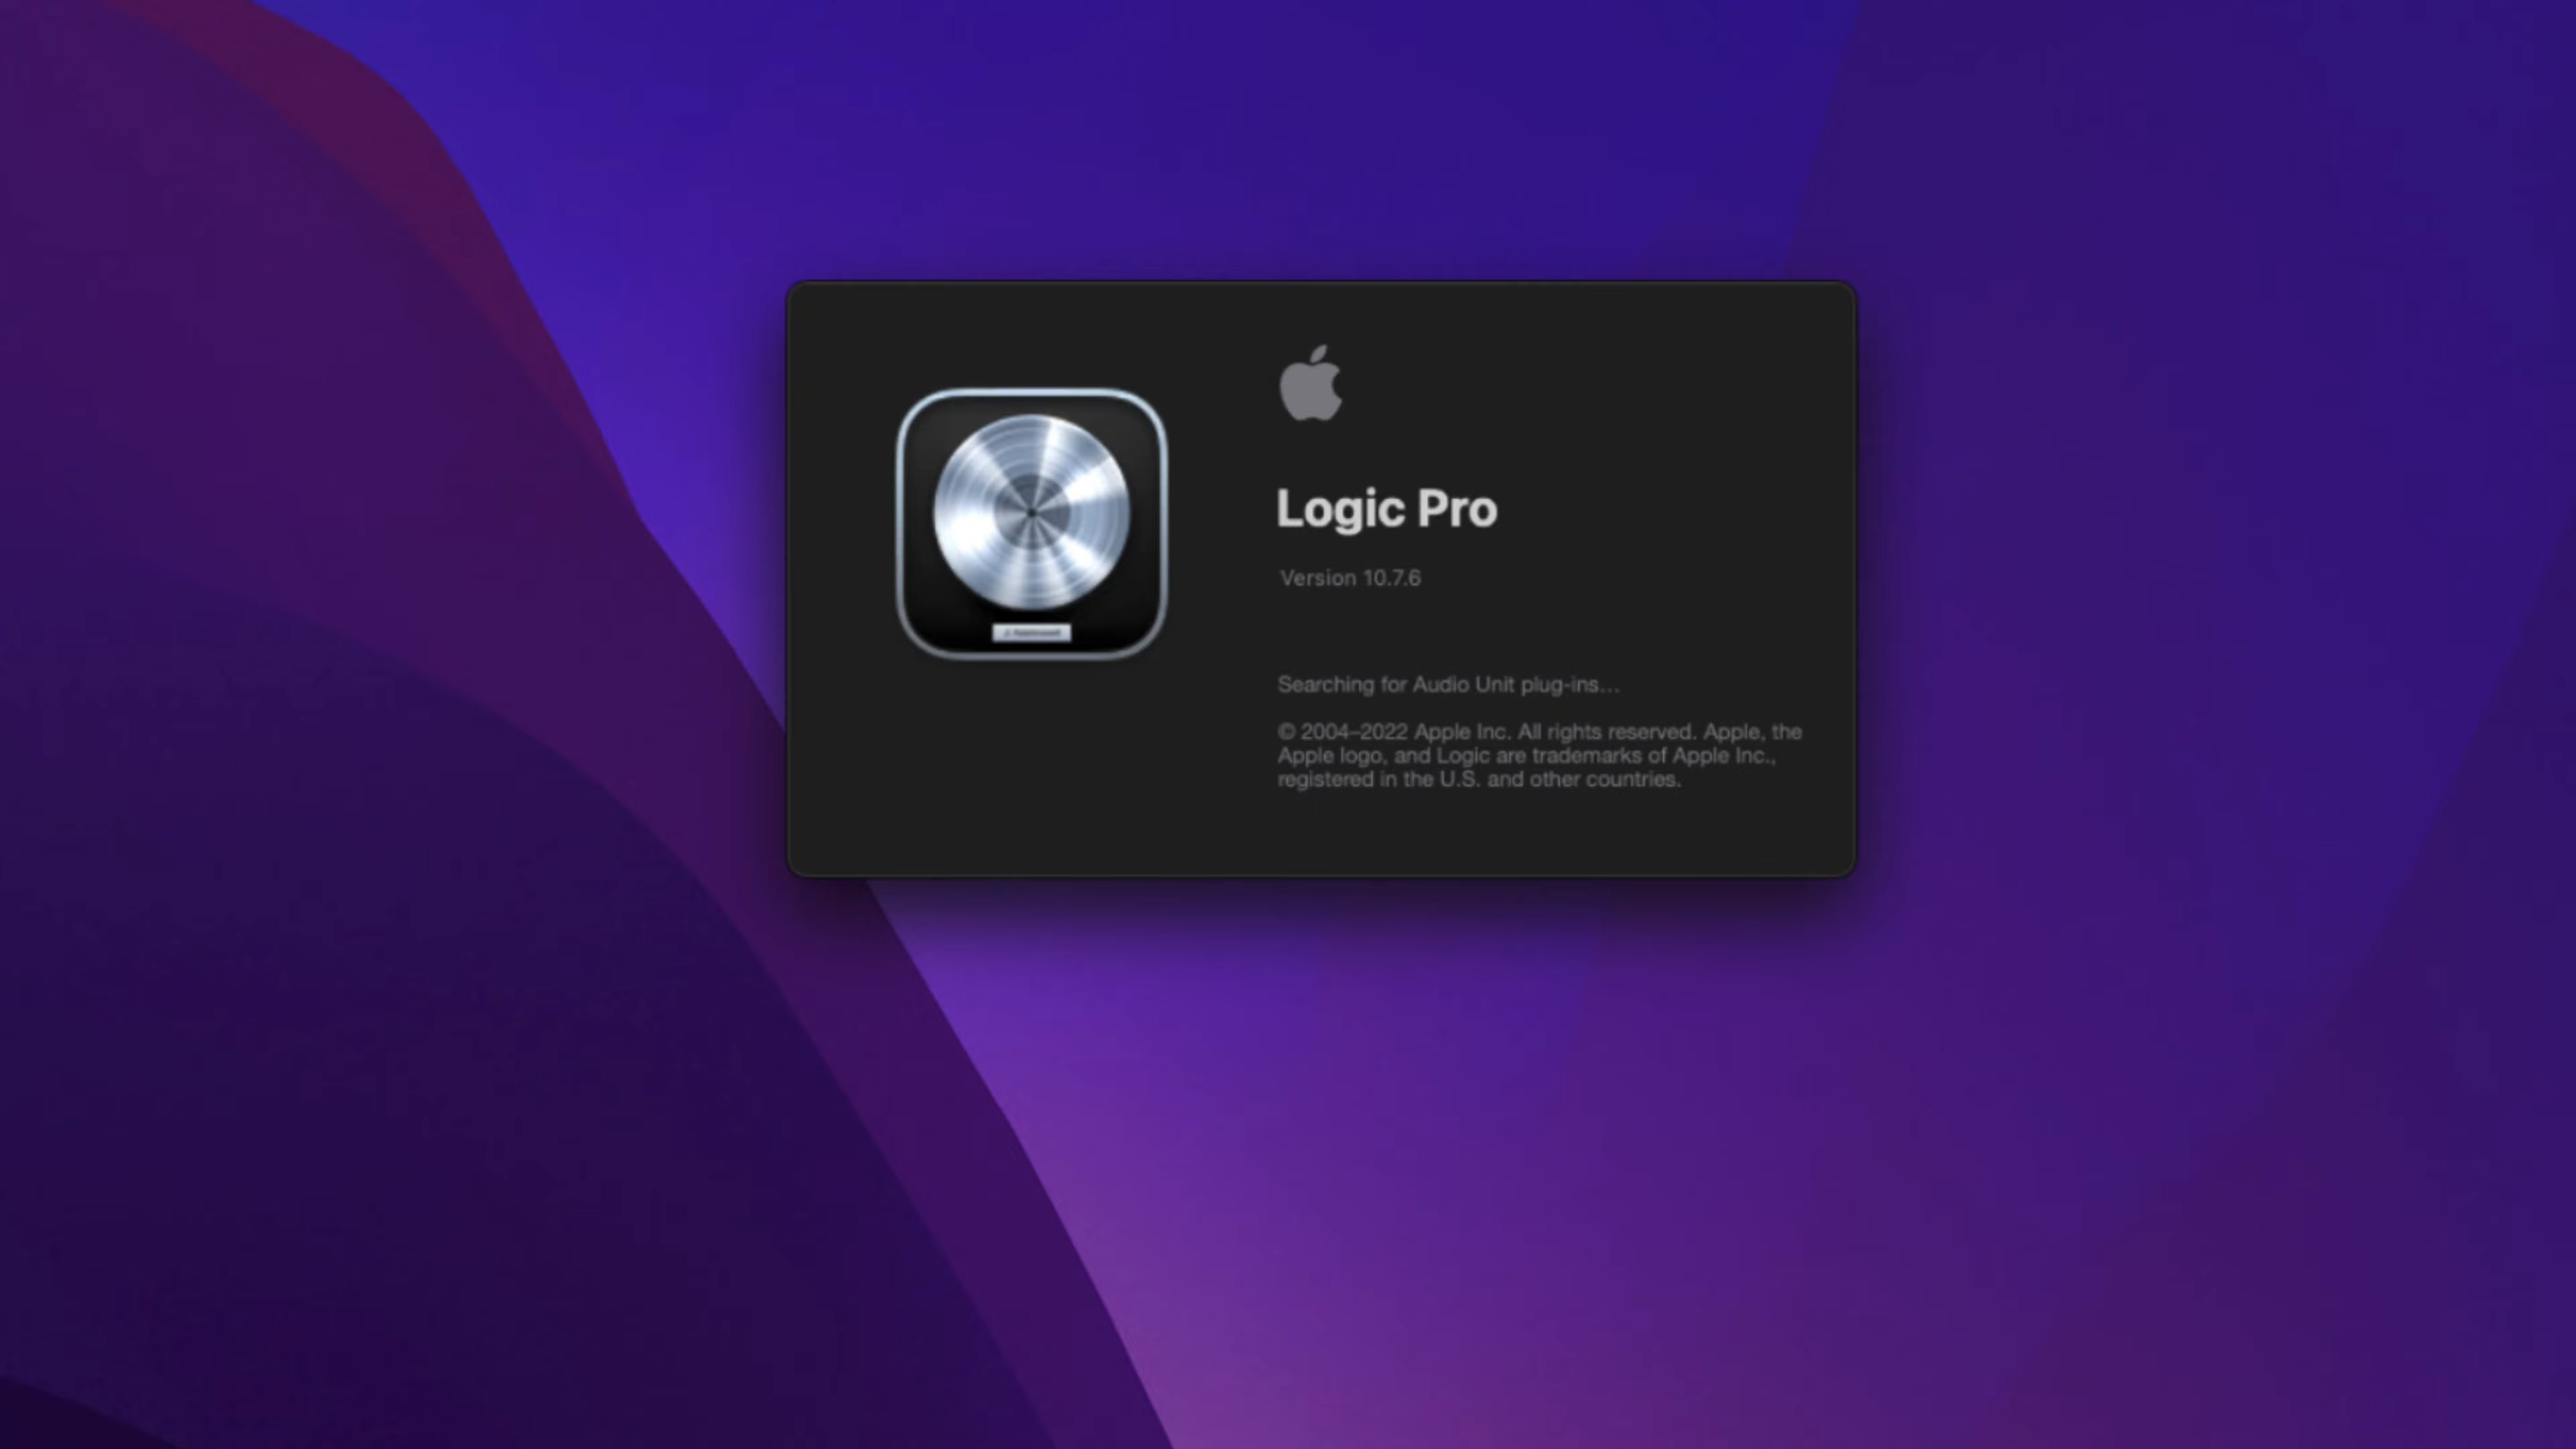 Logic Pro
Version 10.7.6
Searching for Audio Unit plug-ins...
© 2004–2022 Apple Inc. All rights reserved. Apple, the
Apple logo, and Logic are trademarks of Apple Inc.,
registered in the U.S. and other countries.